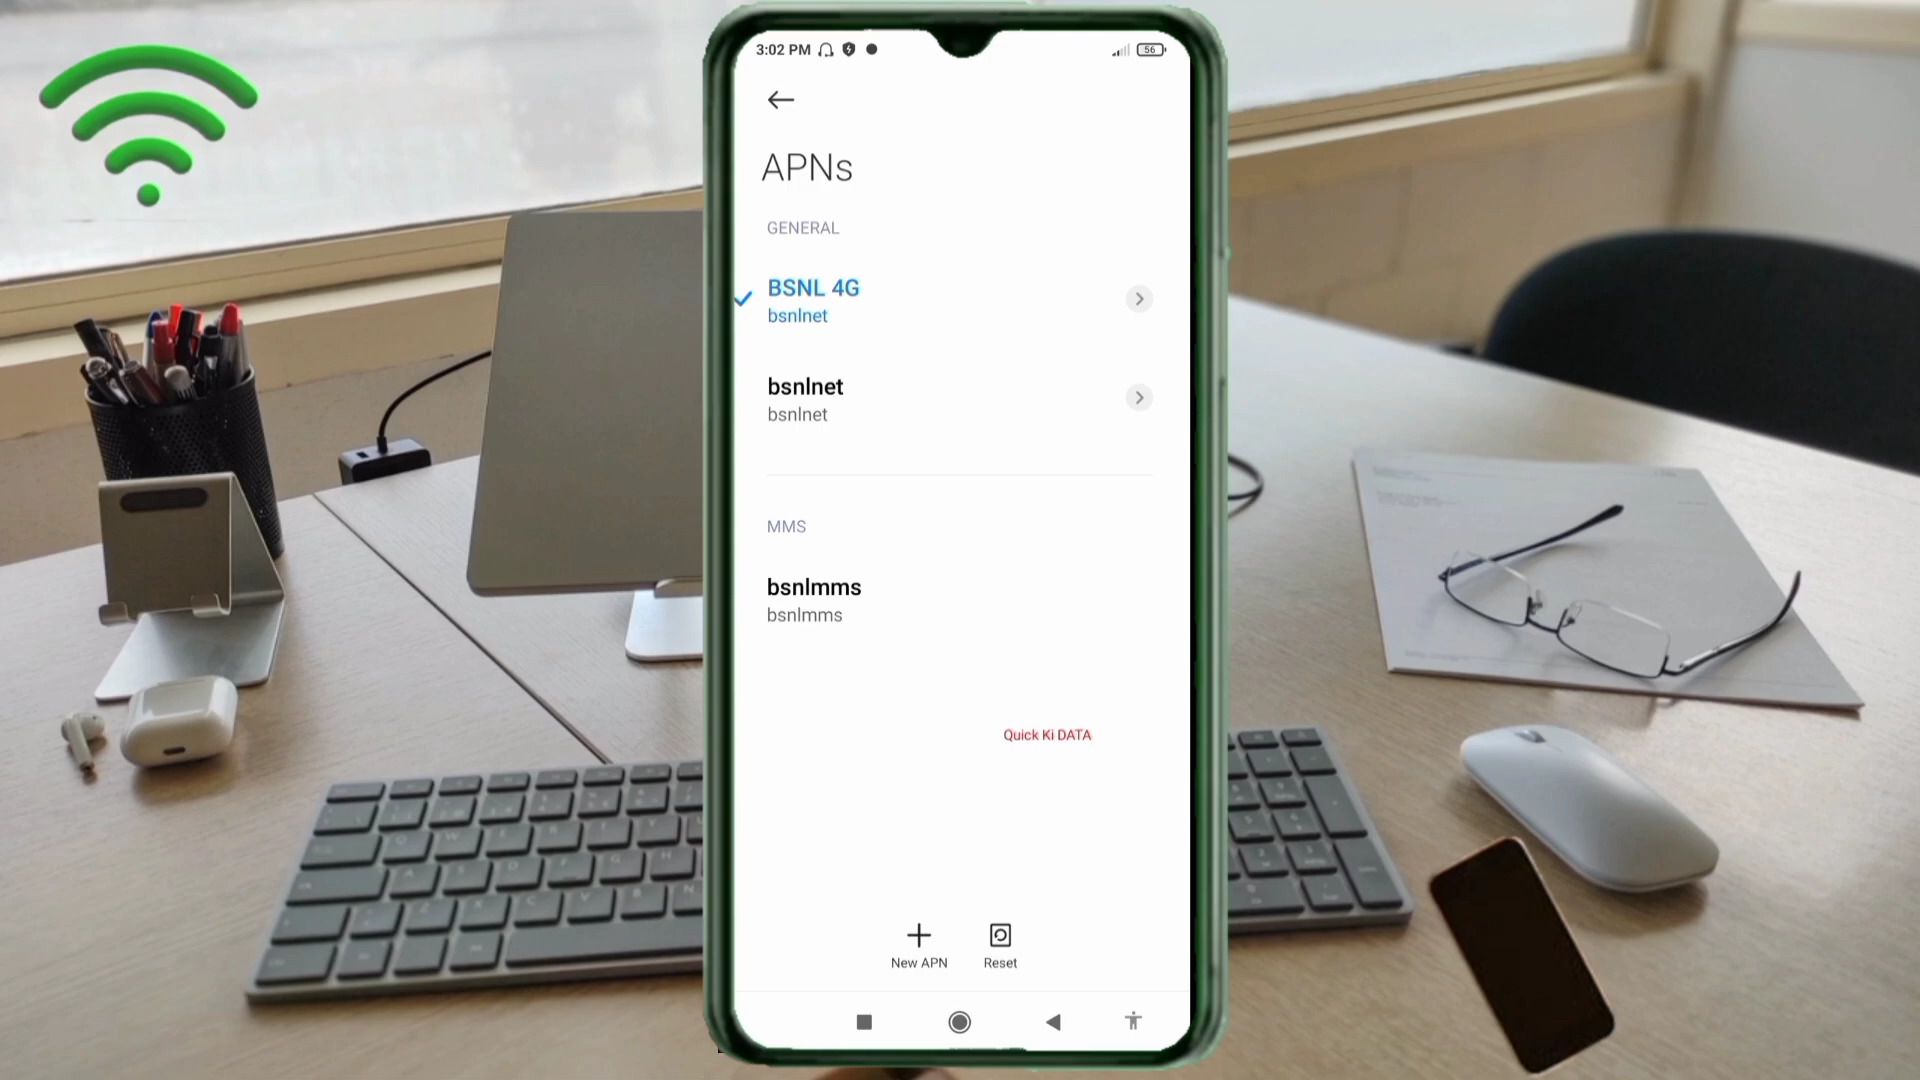 3:02 PM
56
APNs
GENERAL
BSNL 4G
bsnlnet
bsnlnet
bsnlnet
MMS
bsnlmms
bsnlmms
Quick Ki DATA
New APN
Reset